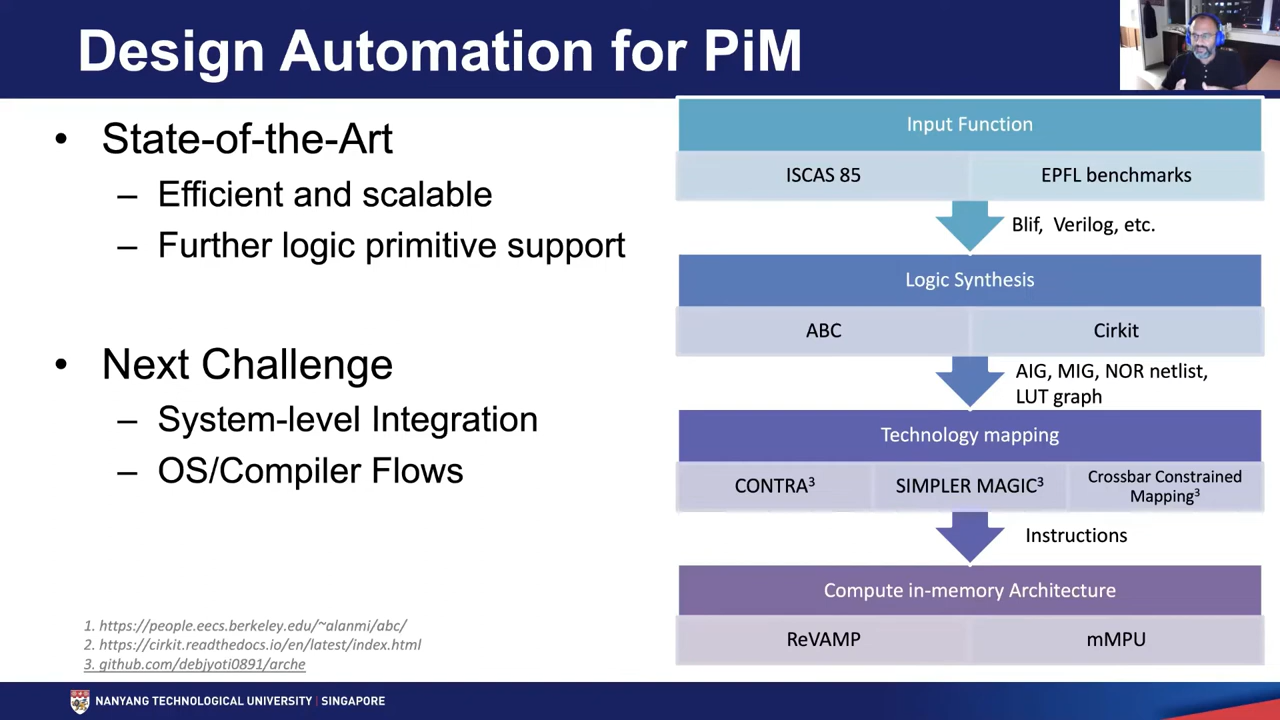 Design Automation for PiM
• State-of-the-Art
– Efficient and scalable
– Further logic primitive support
• Next Challenge
– System-level Integration
– OS/Compiler Flows
1. https://people.eecs.berkeley.edu/~alanmi/abc/
2. https://cirkit.readthedocs.io/en/latest/index.html
3. github.com/debjyoti0891/arche
Input Function
ISCAS 85 EPFL benchmarks
Blif, Verilog, etc.
Logic Synthesis
ABC Cirkit
AIG, MIG, NOR netlist,
LUT graph
Technology mapping
CONTRA³ SIMPLER MAGIC³ Crossbar Constrained
Mapping³
Instructions
Compute in-memory Architecture
ReVAMP mMPU
NANYANG TECHNOLOGICAL UNIVERSITY | SINGAPORE